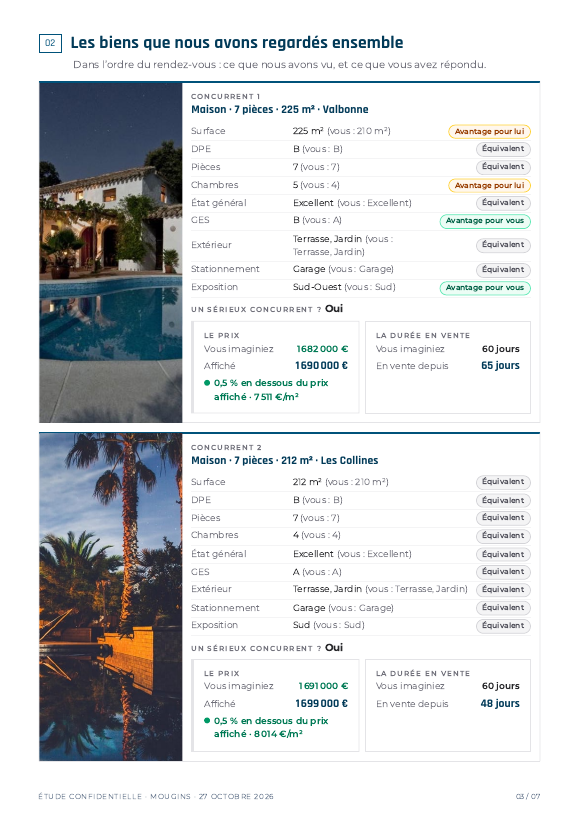 02 Les biens que nous avons regardés ensemble
Dans l'ordre du rendez-vous : ce que nous avons vu, et ce que vous avez répondu.
CONCURRENT 1
Maison · 7 pièces · 225 m² · Valbonne
Surface 225 m² (vous : 210 m²) Avantage pour lui
DPE B (vous : B) Équivalent
Pièces 7 (vous : 7) Équivalent
Chambres 5 (vous : 4) Avantage pour lui
État général Excellent (vous : Excellent) Équivalent
GES B (vous : A) Avantage pour vous
Extérieur Terrasse, Jardin (vous : Équivalent
Terrasse, Jardin)
Stationnement Garage (vous : Garage) Équivalent
Exposition Sud-Ouest (vous : Sud) Avantage pour vous
UN SÉRIEUX CONCURRENT ? Oui
LE PRIX
Vous imaginiez 1 682 000 €
Affiché 1 690 000 €
0,5 % en dessous du prix
affiché · 7 511 €/m²
LA DURÉE EN VENTE
Vous imaginiez 60 jours
En vente depuis 65 jours
CONCURRENT 2
Maison · 7 pièces · 212 m² · Les Collines
Surface 212 m² (vous : 210 m²) Équivalent
DPE B (vous : B) Équivalent
Pièces 7 (vous : 7) Équivalent
Chambres 4 (vous : 4) Équivalent
État général Excellent (vous : Excellent) Équivalent
GES A (vous : A) Équivalent
Extérieur Terrasse, Jardin (vous : Terrasse, Jardin) Équivalent
Stationnement Garage (vous : Garage) Équivalent
Exposition Sud (vous : Sud) Équivalent
UN SÉRIEUX CONCURRENT ? Oui
LE PRIX
Vous imaginiez 1 691 000 €
Affiché 1 699 000 €
0,5 % en dessous du prix
affiché · 8 014 €/m²
LA DURÉE EN VENTE
Vous imaginiez 60 jours
En vente depuis 48 jours
ÉTUDE CONFIDENTIELLE · MOUGINS · 27 OCTOBRE 2026 03 / 07